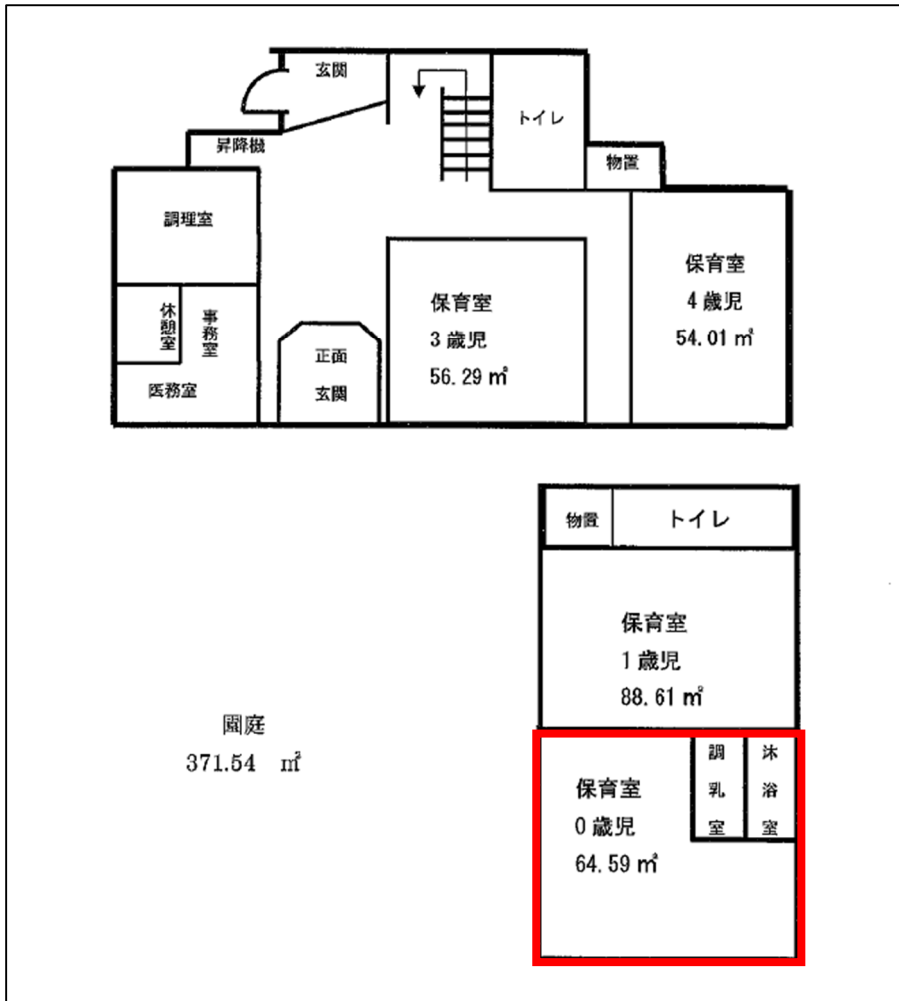 玄関
トイレ
昇降機
物置
調理室
保育室
4 歳児
54.01 ㎡
保育室
3 歳児
56.29 ㎡
休憩室
事務室
正面
玄関
医務室
物置
トイレ
保育室
1 歳児
88.61 ㎡
園庭
371.54 ㎡
保育室
0 歳児
64.59 ㎡
調乳室
沐浴室